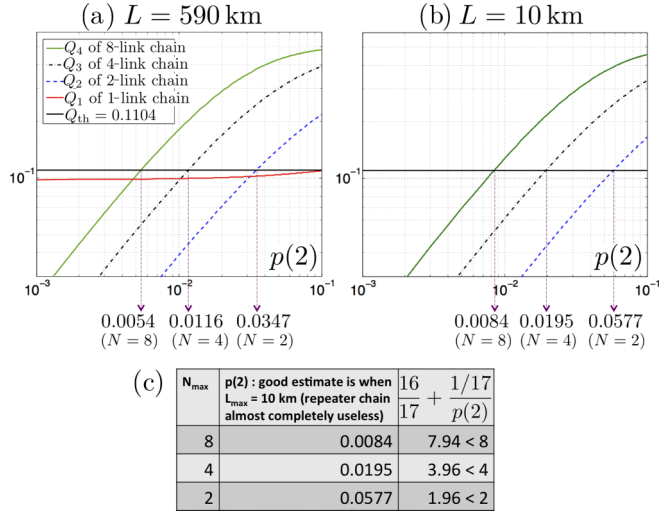 (a) L = 590 km
(b) L = 10 km
Q₄ of 8-link chain
Q₃ of 4-link chain
Q₂ of 2-link chain
Q₁ of 1-link chain
Q_th = 0.1104
10⁻¹
p(2)
10⁻³ 10⁻² 10⁻¹
0.0054 0.0116 0.0347
(N = 8) (N = 4) (N = 2)
10⁻¹
p(2)
10⁻³ 10⁻² 10⁻¹
0.0084 0.0195 0.0577
(N = 8) (N = 4) (N = 2)
(c)
N_max
p(2) : good estimate is when
L_max = 10 km (repeater chain
almost completely useless)
16/17 + (1/17)/p(2)
8 0.0084 7.94 < 8
4 0.0195 3.96 < 4
2 0.0577 1.96 < 2